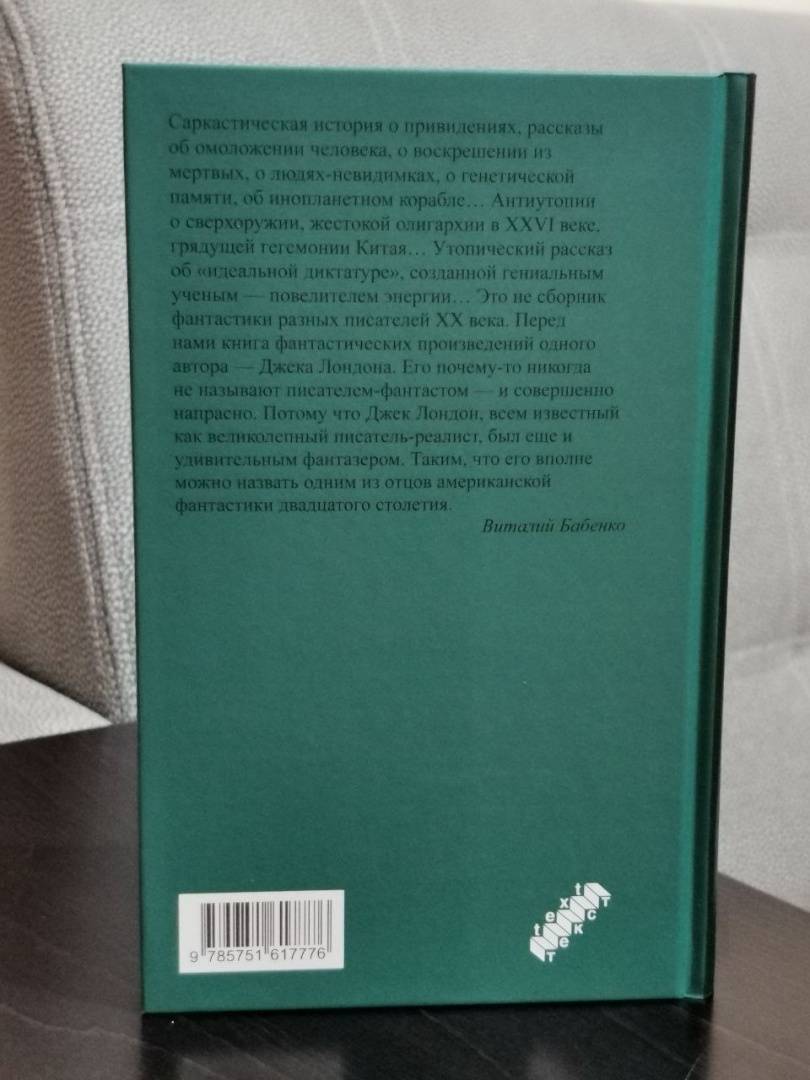 Саркастическая история о привидениях, рассказы
об омоложении человека, о воскрешении из
мертвых, о людях-невидимках, о генетической
памяти, об инопланетном корабле… Антиутопии
о сверхоружии, жестокой олигархии в XXVI веке,
грядущей гегемонии Китая… Утопический рассказ
об «идеальной диктатуре», созданной гениальным
ученым — повелителем энергии… Это не сборник
фантастики разных писателей XX века. Перед
нами книга фантастических произведений одного
автора — Джека Лондона. Его почему-то никогда
не называют писателем-фантастом — и совершенно
напрасно. Потому что Джек Лондон, всем известный
как великолепный писатель-реалист, был еще и
удивительным фантазером. Таким, что его вполне
можно назвать одним из отцов американской
фантастики двадцатого столетия.
Виталий Бабенко
9 785751 617776
text
текст